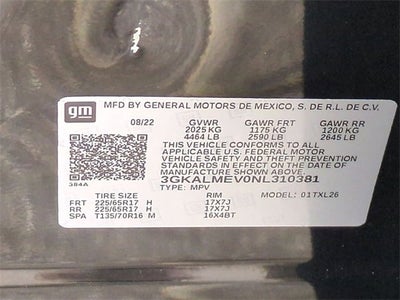 gm
MFD BY GENERAL MOTORS DE MEXICO, S. DE R.L. DE C.V.
08/22 GVWR GAWR FRT GAWR RR
2025 KG 1175 KG 1200 KG
4464 LB 2590 LB 2645 LB
THIS VEHICLE CONFORMS TO ALL
APPLICABLE U.S. FEDERAL MOTOR
VEHICLE SAFETY, BUMPER, AND THEFT
PREVENTION STANDARDS IN EFFECT ON THE DATE OF
MANUFACTURE SHOWN ABOVE.
3GKALMEV0NL310381
384A
TYPE: MPV MODEL: 01TXL26
TIRE SIZE RIM
FRT 225/65R17 H 17X7J
RR 225/65R17 H 17X7J
SPA T135/70R16 M 16X4BT